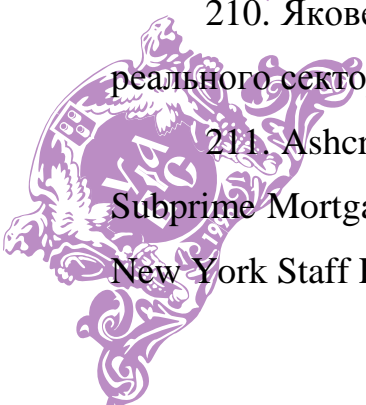 210. Якове
реального секто
211. Ashcr
Subprime Mortga
New York Staff